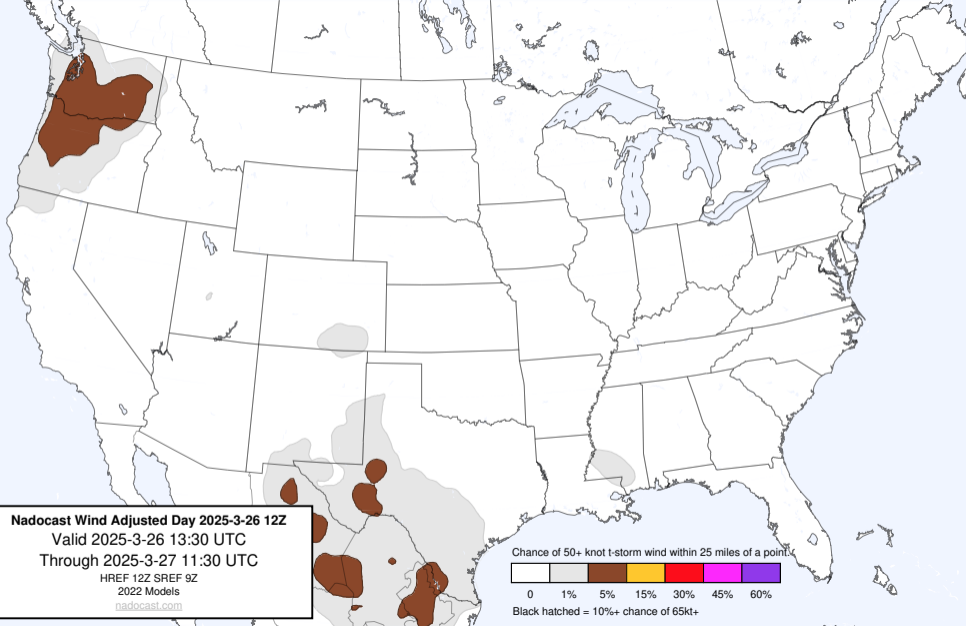 Nadocast Wind Adjusted Day 2025-3-26 12Z
Valid 2025-3-26 13:30 UTC
Through 2025-3-27 11:30 UTC
HREF 12Z SREF 9Z
2022 Models
nadocast.com
Chance of 50+ knot t-storm wind within 25 miles of a point.
0 1% 5% 15% 30% 45% 60%
Black hatched = 10%+ chance of 65kt+